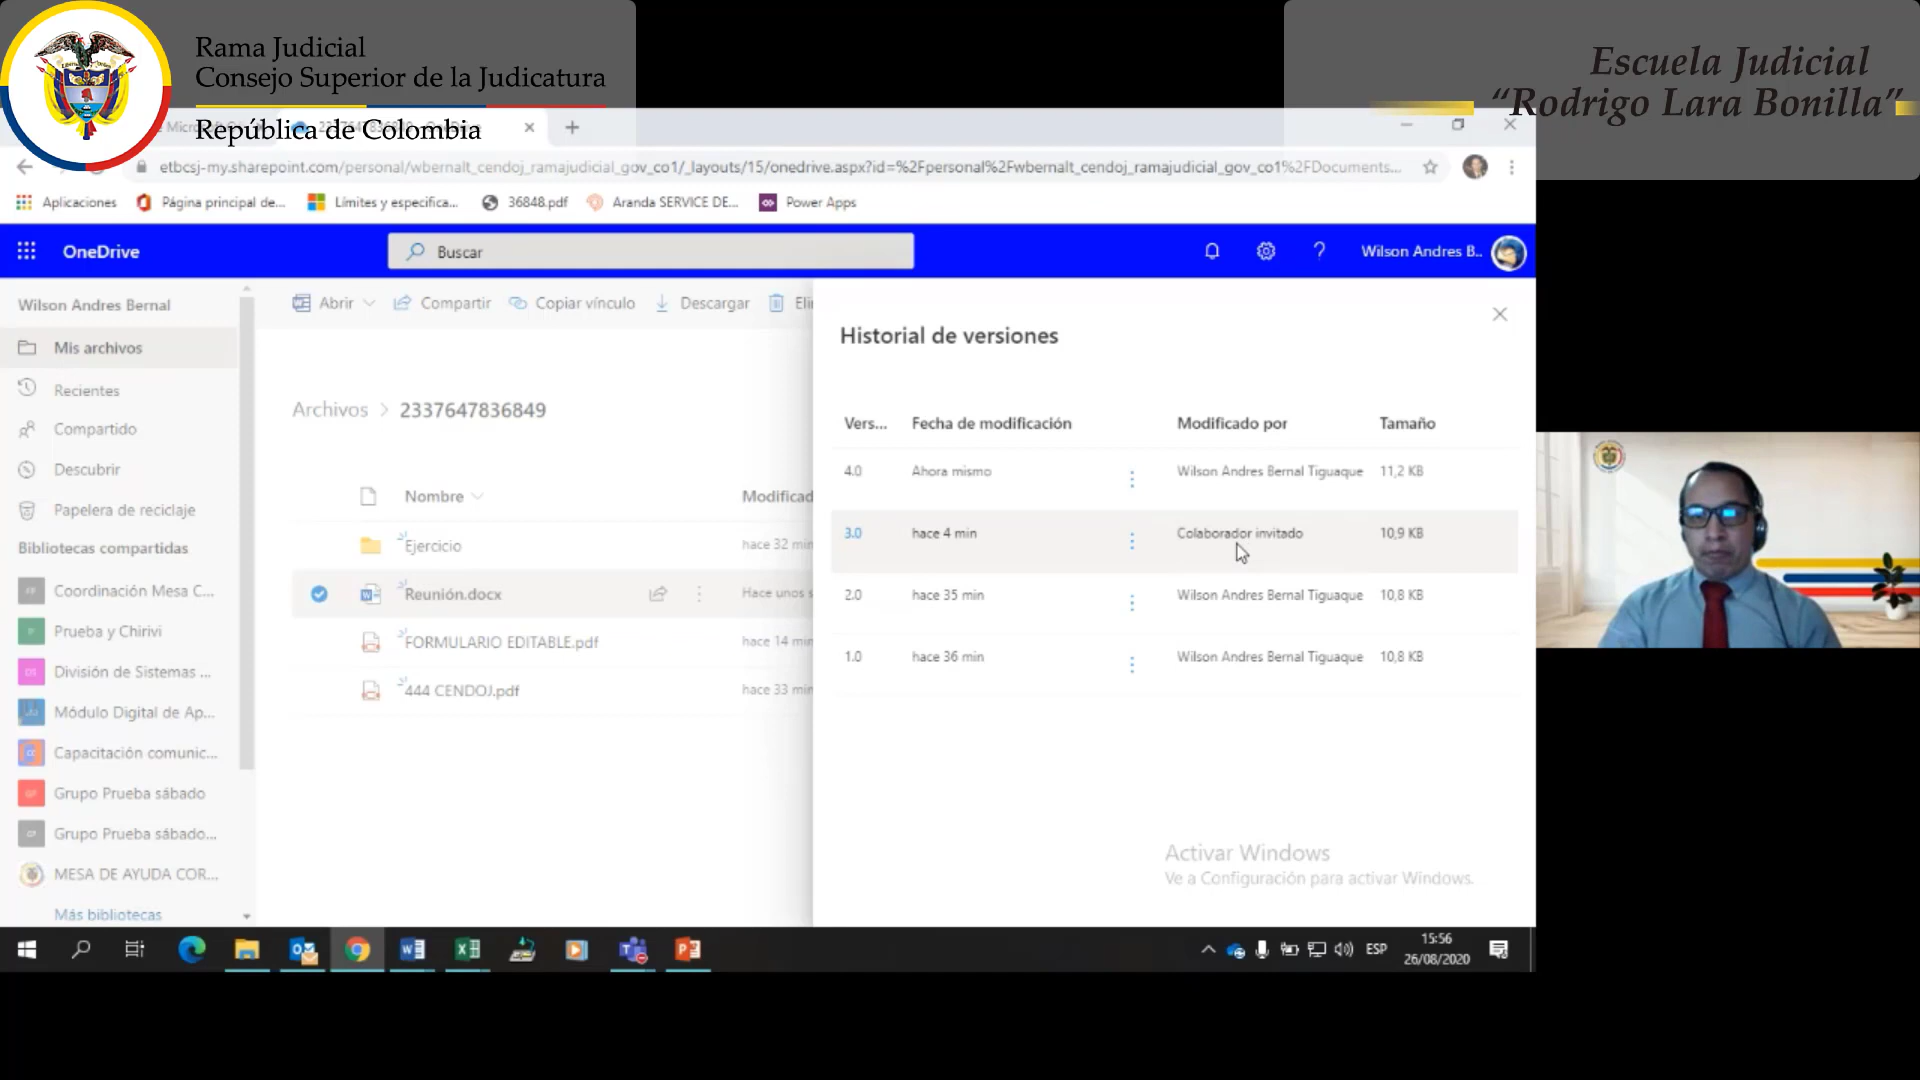 Rama Judicial
Consejo Superior de la Judicatura
República de Colombia
Escuela Judicial
“Rodrigo Lara Bonilla”
etbcsj-my.sharepoint.com/personal/wbernalt_cendoj_ramajudicial_gov_co1/_layouts/15/onedrive.aspx?id=%2Fpersonal%2Fwbernalt_cendoj_ramajudicial_gov_co1%2FDocuments...
Aplicaciones Página principal de... Límites y especifica... 36848.pdf Aranda SERVICE DE... Power Apps
OneDrive Buscar Wilson Andres B..
Wilson Andres Bernal
Mis archivos
Recientes
Compartido
Descubrir
Papelera de reciclaje
Bibliotecas compartidas
Coordinación Mesa C...
Prueba y Chirivi
División de Sistemas ...
Módulo Digital de Ap...
Capacitación comunic...
Grupo Prueba sábado
Grupo Prueba sábado...
MESA DE AYUDA COR...
Más bibliotecas
Abrir Compartir Copiar vínculo Descargar Eli
Archivos > 2337647836849
Nombre Modificad
Ejercicio hace 32 min
Reunión.docx Hace unos s
FORMULARIO EDITABLE.pdf hace 14 min
444 CENDOJ.pdf hace 33 min
Historial de versiones
Vers... Fecha de modificación Modificado por Tamaño
4.0 Ahora mismo Wilson Andres Bernal Tiguaque 11,2 KB
3.0 hace 4 min Colaborador invitado 10,9 KB
2.0 hace 35 min Wilson Andres Bernal Tiguaque 10,8 KB
1.0 hace 36 min Wilson Andres Bernal Tiguaque 10,8 KB
Activar Windows
Ve a Configuración para activar Windows.
ESP
15:56
26/08/2020